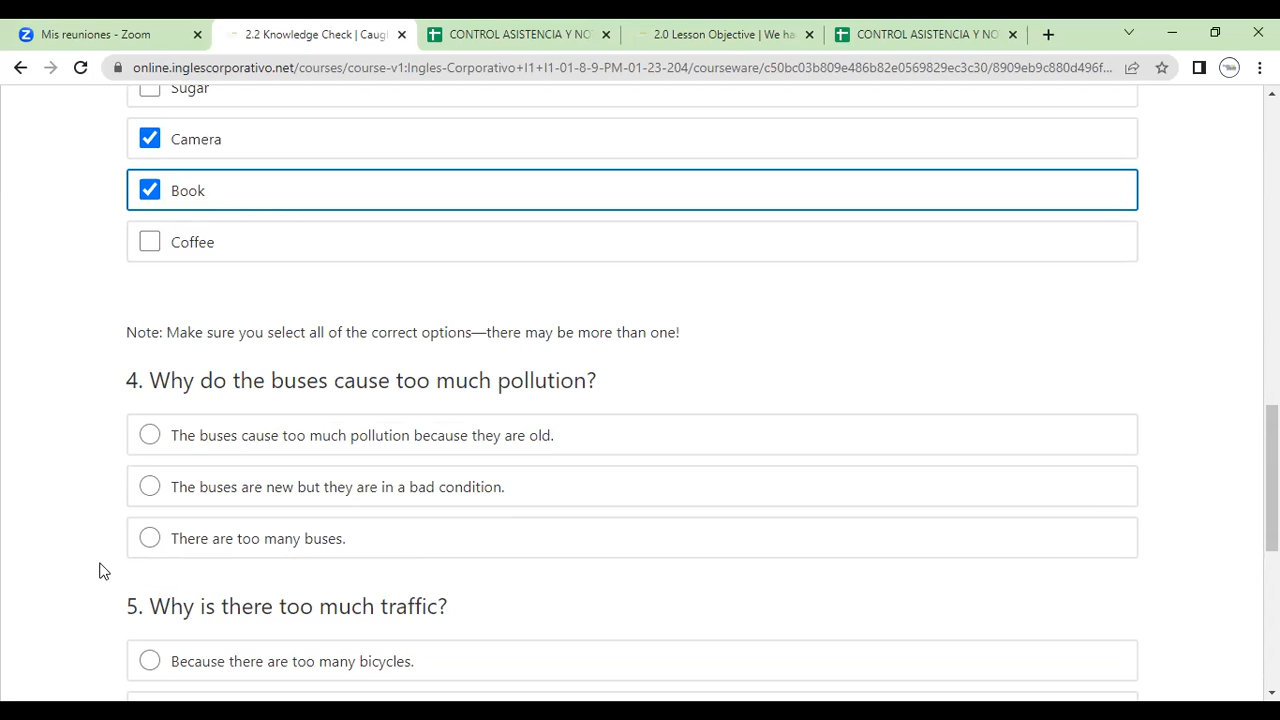 Mis reuniones - Zoom
2.2 Knowledge Check | Caug
CONTROL ASISTENCIA Y NO
2.0 Lesson Objective | We ha
CONTROL ASISTENCIA Y NO
online.inglescorporativo.net/courses/course-v1:Ingles-Corporativo+I1+I1-01-8-9-PM-01-23-204/courseware/c50bc03b809e486b82e0569829ec3c30/8909eb9c880d496f...
Sugar
Camera
Book
Coffee
Note: Make sure you select all of the correct options—there may be more than one!
4. Why do the buses cause too much pollution?
The buses cause too much pollution because they are old.
The buses are new but they are in a bad condition.
There are too many buses.
5. Why is there too much traffic?
Because there are too many bicycles.